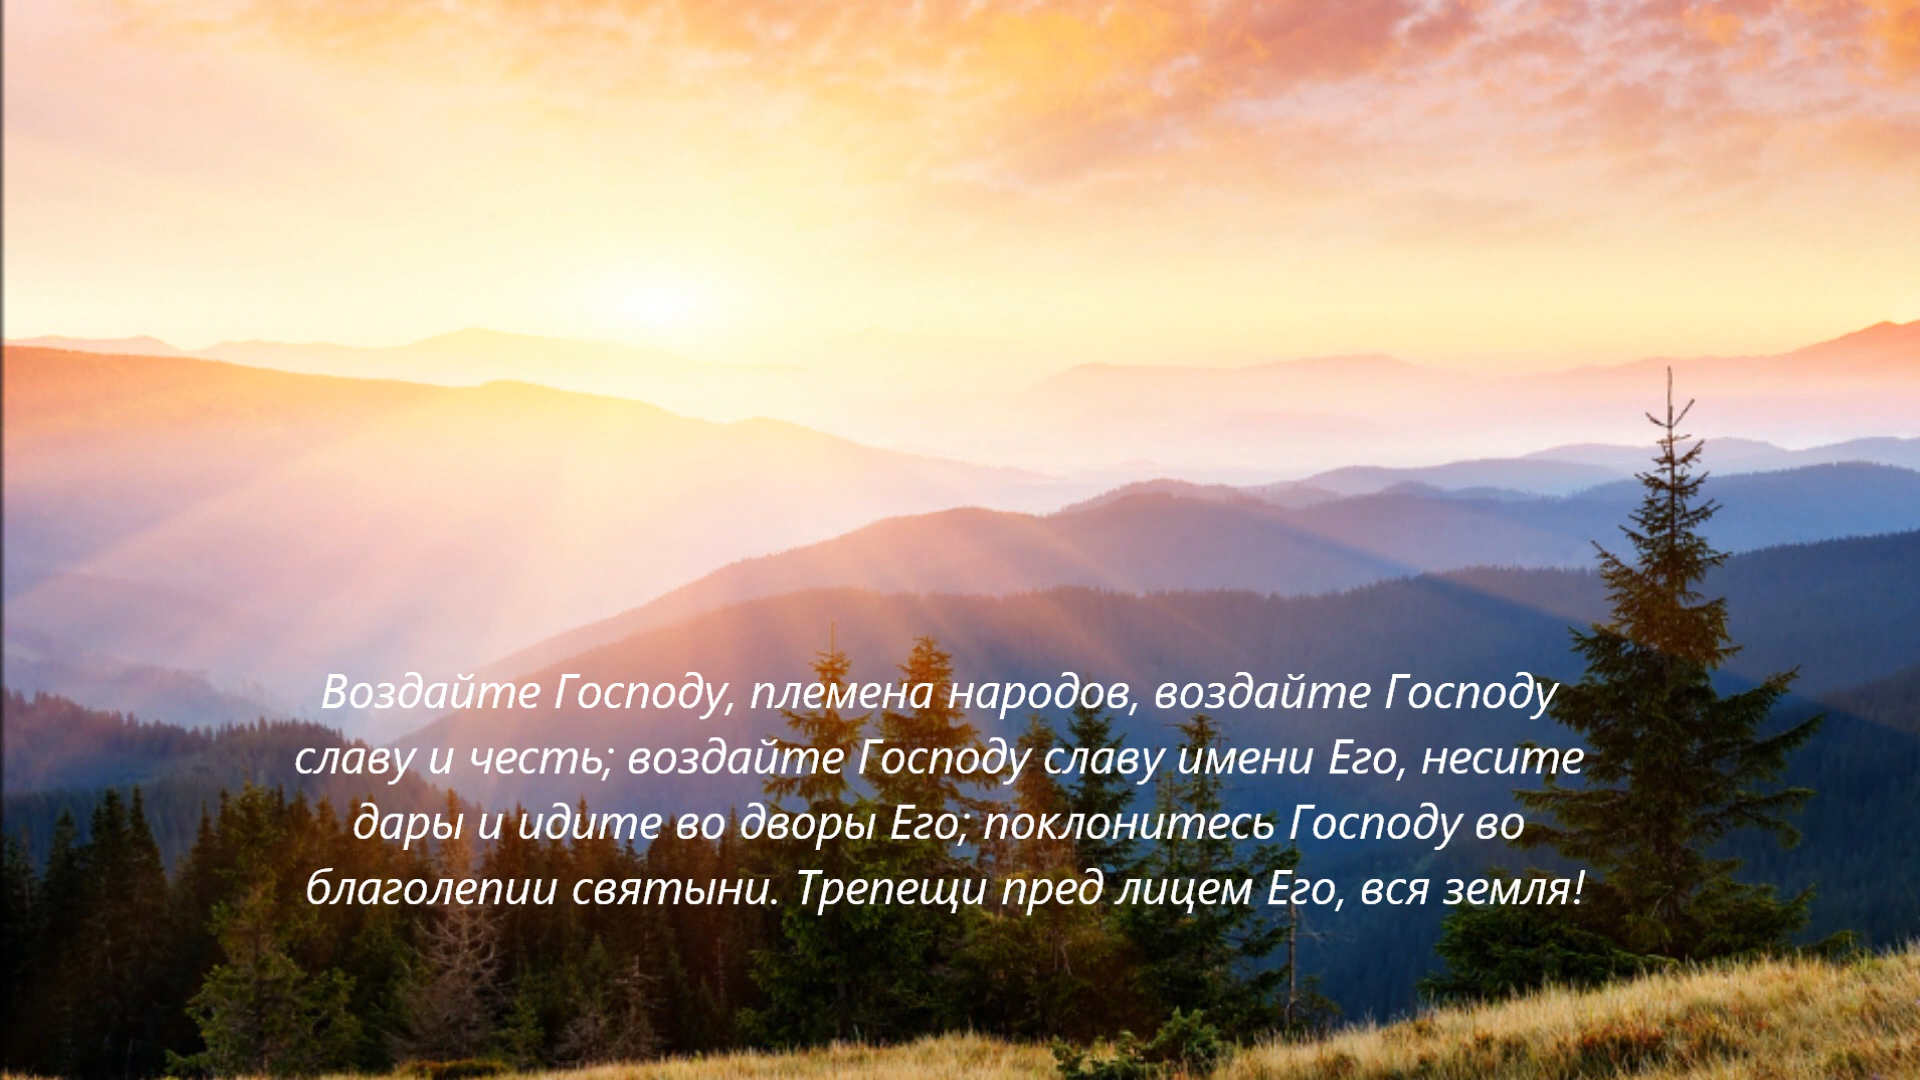 Воздайте Господу, племена народов, воздайте Господу
славу и честь; воздайте Господу славу имени Его, несите
дары и идите во дворы Его; поклонитесь Господу во
благолепии святыни. Трепещи пред лицем Его, вся земля!